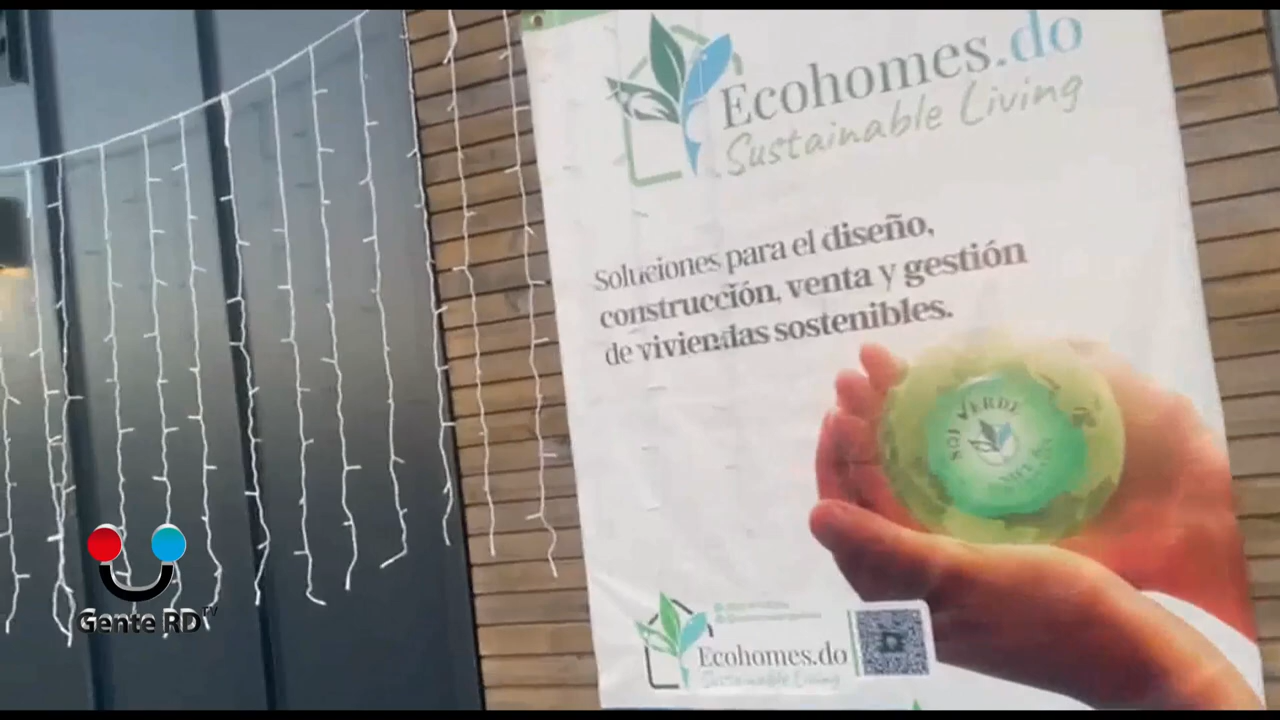 Ecohomes.do
Sustainable Living
Soluciones para el diseño,
construcción, venta y gestión
de viviendas sostenibles.
VERDE
Ecohomes.do
Sustainable Living
Gente RD TV